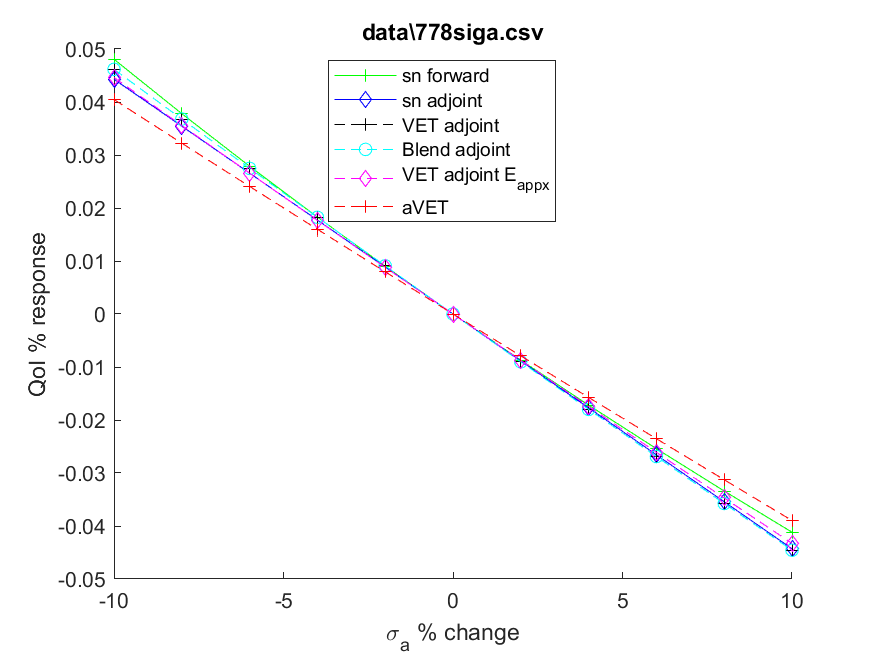 data\778siga.csv
0.05
0.04
0.03
0.02
0.01
0
-0.01
-0.02
-0.03
-0.04
-0.05
QoI % response
sn forward
sn adjoint
VET adjoint
Blend adjoint
VET adjoint E_appx
aVET
-10
-5
0
5
10
σ_a % change